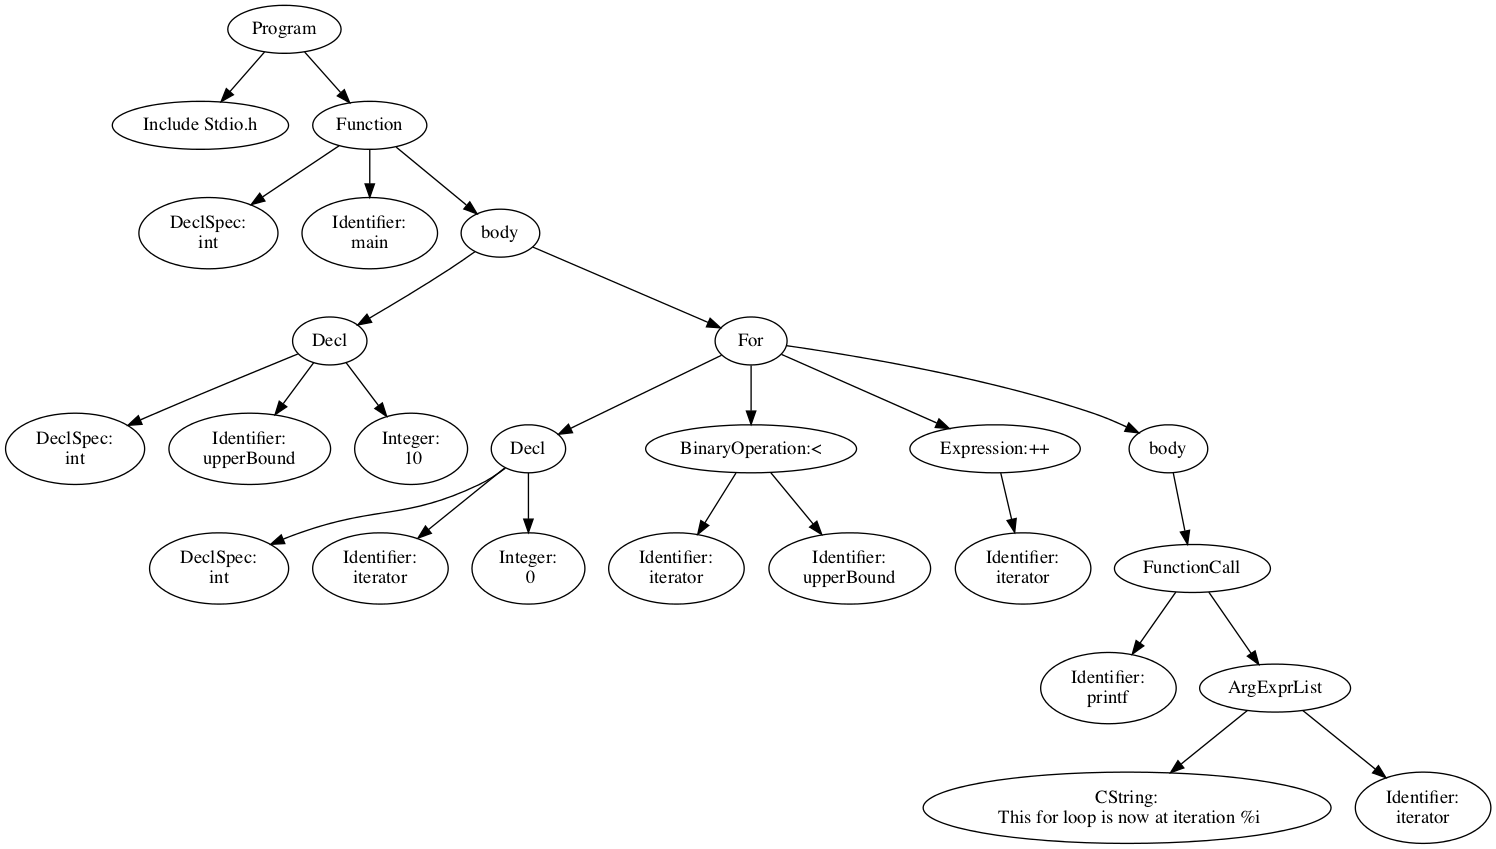 Program
Include Stdio.h
Function
DeclSpec:
int
Identifier:
main
body
Decl
For
DeclSpec:
int
Identifier:
upperBound
Integer:
10
Decl
BinaryOperation:<
Expression:++
body
DeclSpec:
int
Identifier:
iterator
Integer:
0
Identifier:
iterator
Identifier:
upperBound
Identifier:
iterator
FunctionCall
Identifier:
printf
ArgExprList
CString:
This for loop is now at iteration %i
Identifier:
iterator